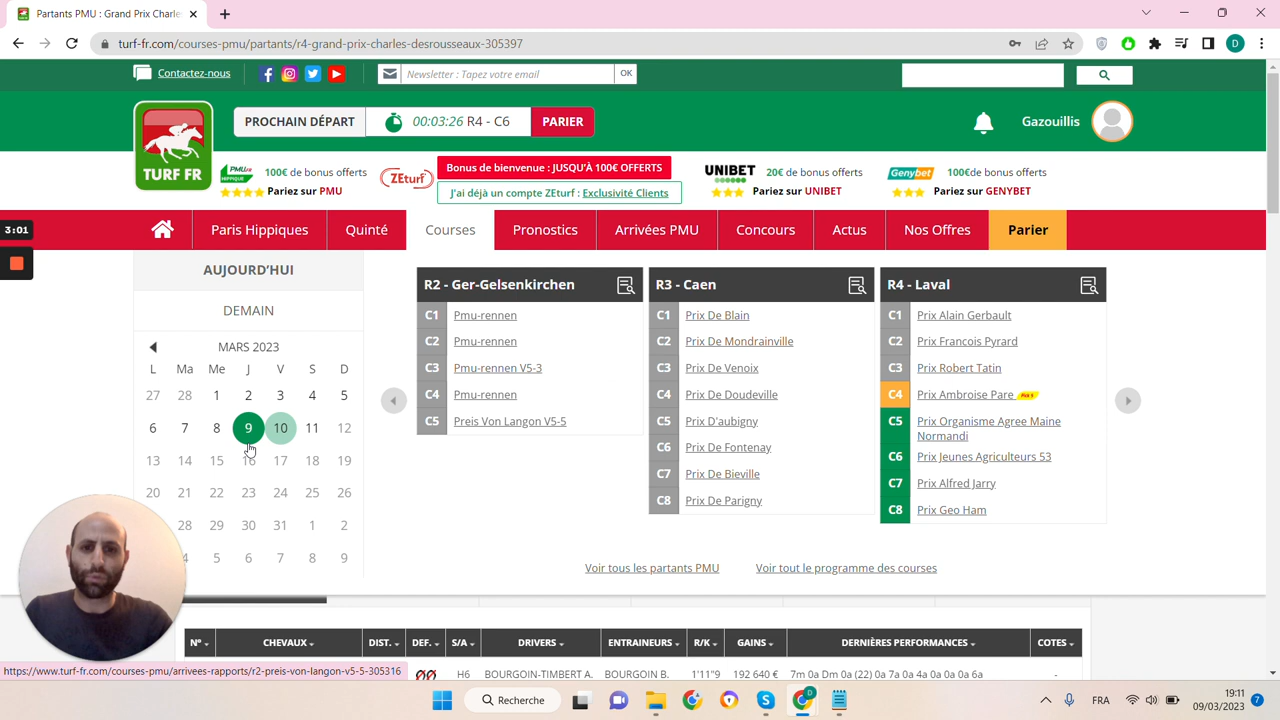 Partants PMU : Grand Prix Charle
turf-fr.com/courses-pmu/partants/r4-grand-prix-charles-desrousseaux-305397
D
Contactez-nous
Newsletter : Tapez votre email
OK
TURF FR
PROCHAIN DÉPART
00:03:26 R4 - C6
PARIER
Gazouillis
100€ de bonus offerts
Pariez sur PMU
ZEturf
Bonus de bienvenue : JUSQU'À 100€ OFFERTS
J'ai déjà un compte ZEturf : Exclusivité Clients
UNIBET
20€ de bonus offerts
Pariez sur UNIBET
Genybet
100€de bonus offerts
Pariez sur GENYBET
3:01
Paris Hippiques
Quinté
Courses
Pronostics
Arrivées PMU
Concours
Actus
Nos Offres
Parier
AUJOURD'HUI
DEMAIN
MARS 2023
L Ma Me J V S D
27 28 1 2 3 4 5
6 7 8 9 10 11 12
13 14 15 16 17 18 19
20 21 22 23 24 25 26
28 29 30 31 1 2
4 5 6 7 8 9
R2 - Ger-Gelsenkirchen
C1 Pmu-rennen
C2 Pmu-rennen
C3 Pmu-rennen V5-3
C4 Pmu-rennen
C5 Preis Von Langon V5-5
R3 - Caen
C1 Prix De Blain
C2 Prix De Mondrainville
C3 Prix De Venoix
C4 Prix De Doudeville
C5 Prix D'aubigny
C6 Prix De Fontenay
C7 Prix De Bieville
C8 Prix De Parigny
R4 - Laval
C1 Prix Alain Gerbault
C2 Prix Francois Pyrard
C3 Prix Robert Tatin
C4 Prix Ambroise Pare
C5 Prix Organisme Agree Maine
Normandi
C6 Prix Jeunes Agriculteurs 53
C7 Prix Alfred Jarry
C8 Prix Geo Ham
Voir tous les partants PMU
Voir tout le programme des courses
N° CHEVAUX DIST. DEF. S/A DRIVERS ENTRAINEURS R/K GAINS DERNIÈRES PERFORMANCES COTES
H6 BOURGOIN-TIMBERT A. BOURGOIN B. 1'11"9 192 640 € 7m 0a Dm 0a (22) 0a 7a 0a 4a 0a 0a 0a 6a -
https://www.turf-fr.com/courses-pmu/arrivees-rapports/r2-preis-von-langon-v5-5-305316
Recherche
FRA
19:11
09/03/2023
7